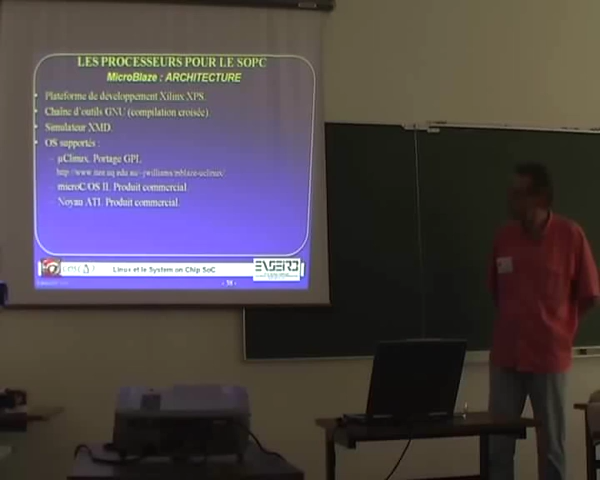 LES PROCESSEURS POUR LE SOPC
MicroBlaze : ARCHITECTURE
Plateforme de développement Xilinx XPS.
Chaîne d'outils GNU (compilation croisée).
Simulateur XMD.
OS supportés :
– µClinux. Portage GPL.
– microC/OS II. Produit commercial.
– Noyau ATI. Produit commercial.
Linux et le System on Chip SoC
ENSEIRB